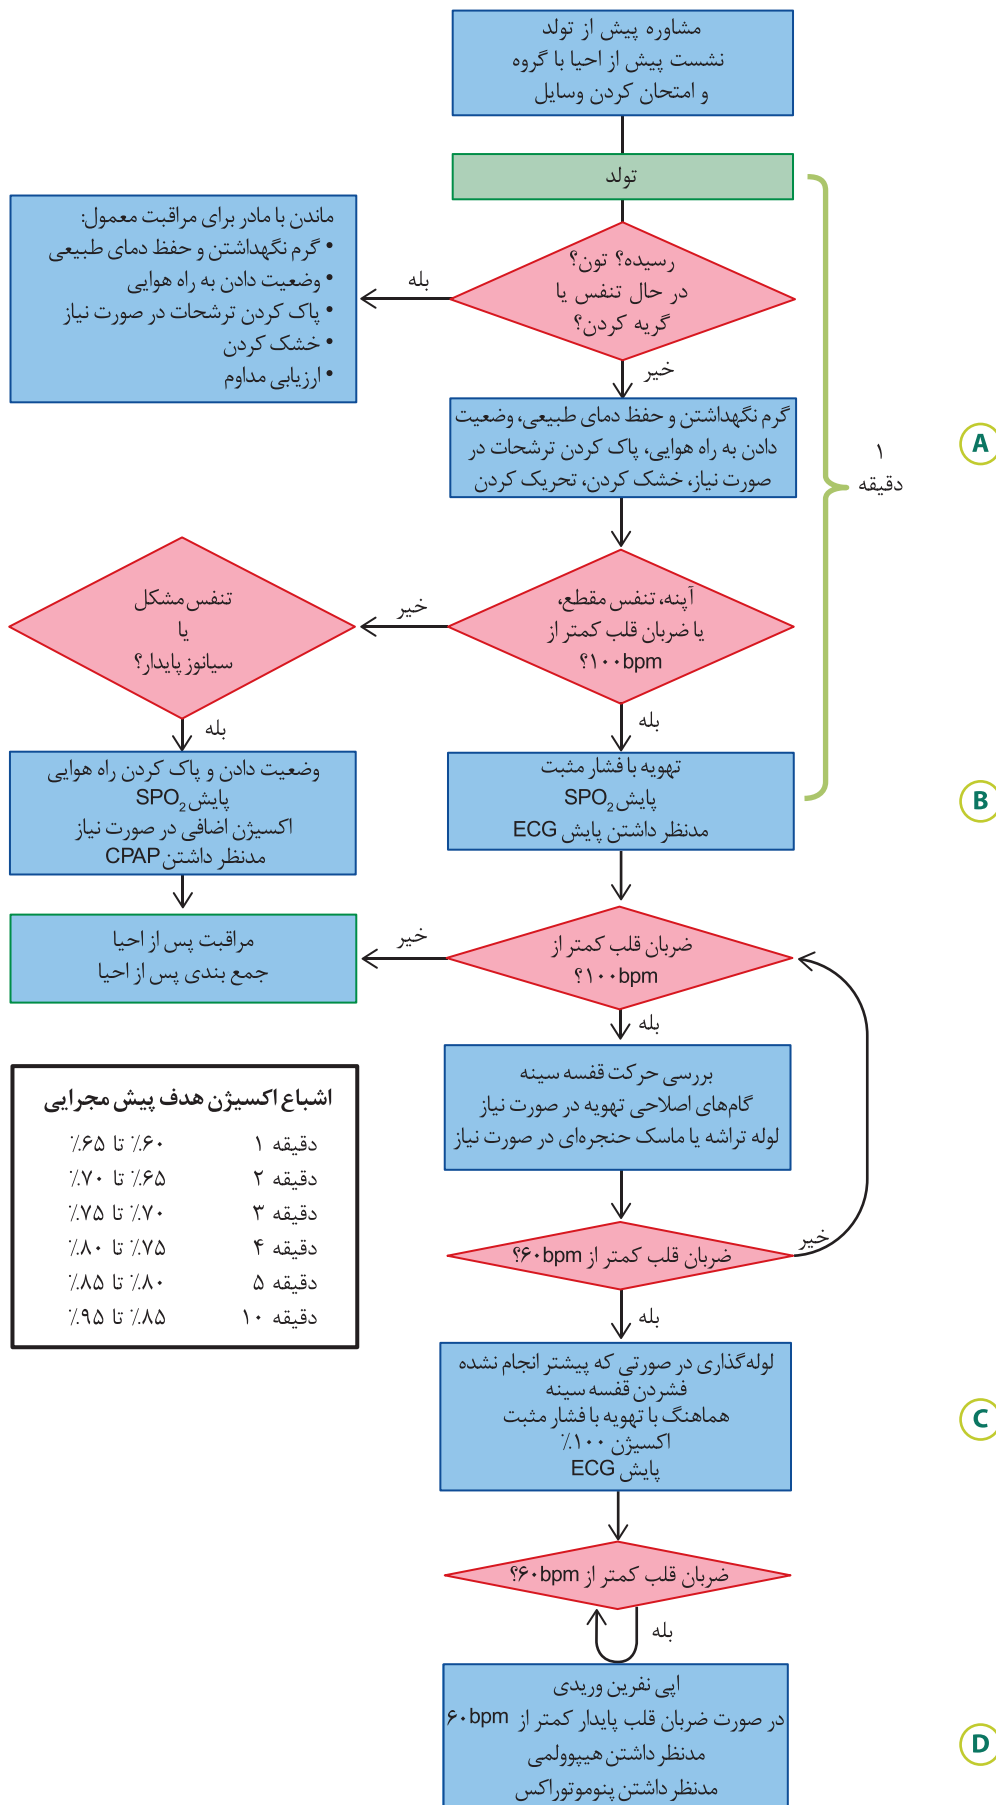 مشاوره پیش از تولد
نشست پیش از احیا با گروه
و امتحان کردن وسایل
تولد
رسیده؟ تون؟
در حال تنفس یا
گریه کردن؟
بله
ماندن با مادر برای مراقبت معمول:
• گرم نگهداشتن و حفظ دمای طبیعی
• وضعیت دادن به راه هوایی
• پاک کردن ترشحات در صورت نیاز
• خشک کردن
• ارزیابی مداوم
خیر
گرم نگهداشتن و حفظ دمای طبیعی، وضعیت
دادن به راه هوایی، پاک کردن ترشحات در
صورت نیاز، خشک کردن، تحریک کردن
۱
دقیقه
A
آپنه، تنفس مقطع،
یا ضربان قلب کمتر از
۱۰۰bpm؟
خیر
تنفس مشکل
یا
سیانوز پایدار؟
بله
بله
تهویه با فشار مثبت
پایش SPO₂
مدنظر داشتن پایش ECG
B
وضعیت دادن و پاک کردن راه هوایی
پایش SPO₂
اکسیژن اضافی در صورت نیاز
مدنظر داشتن CPAP
ضربان قلب کمتر از
۱۰۰bpm؟
خیر
مراقبت پس از احیا
جمع بندی پس از احیا
بله
بررسی حرکت قفسه سینه
گام‌های اصلاحی تهویه در صورت نیاز
لوله تراشه یا ماسک حنجره‌ای در صورت نیاز
اشباع اکسیژن هدف پیش مجرایی
دقیقه ۱ ۶۰٪ تا ۶۵٪
دقیقه ۲ ۶۵٪ تا ۷۰٪
دقیقه ۳ ۷۰٪ تا ۷۵٪
دقیقه ۴ ۷۵٪ تا ۸۰٪
دقیقه ۵ ۸۰٪ تا ۸۵٪
دقیقه ۱۰ ۸۵٪ تا ۹۵٪
ضربان قلب کمتر از ۶۰bpm؟
خیر
بله
لوله‌گذاری در صورتی که پیشتر انجام نشده
فشردن قفسه سینه
هماهنگ با تهویه با فشار مثبت
اکسیژن ۱۰۰٪
پایش ECG
C
ضربان قلب کمتر از ۶۰bpm؟
بله
اپی نفرین وریدی
در صورت ضربان قلب پایدار کمتر از ۶۰bpm
مدنظر داشتن هیپوولمی
مدنظر داشتن پنوموتوراکس
D